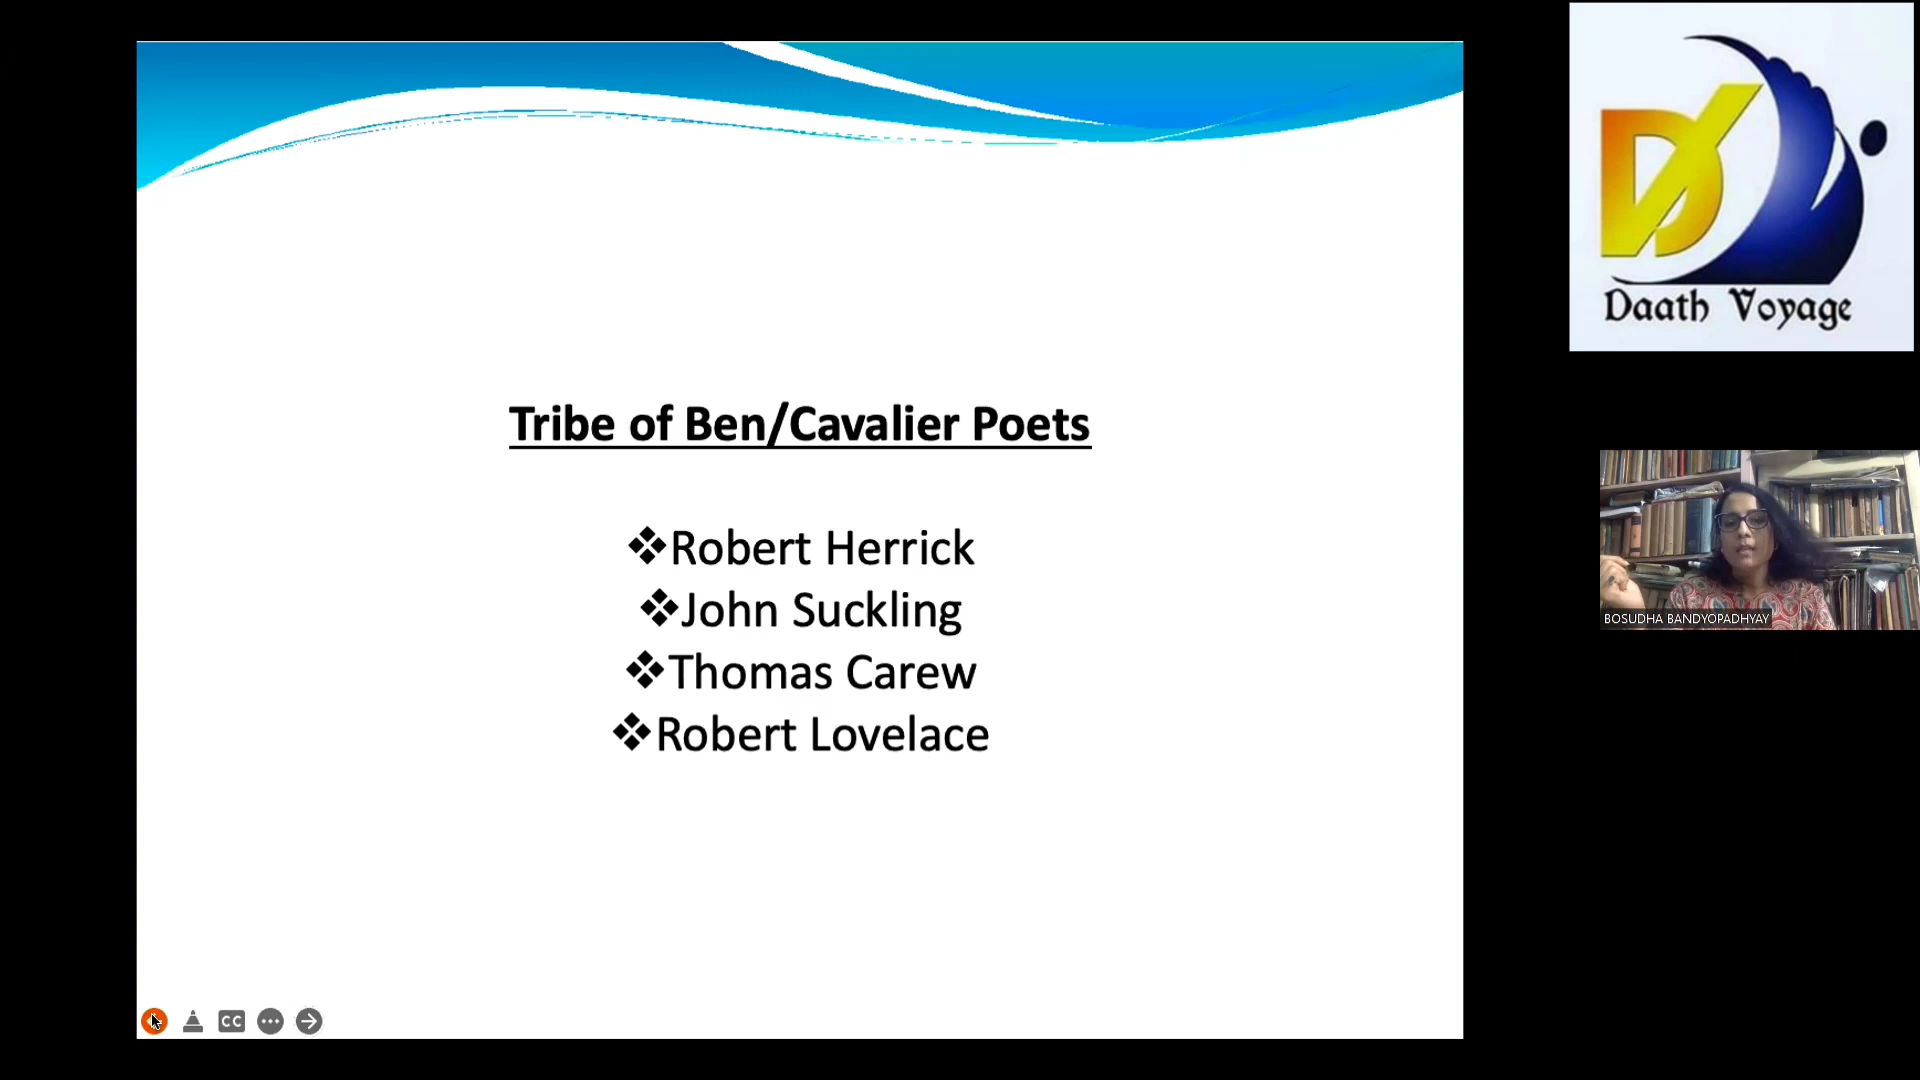 Tribe of Ben/Cavalier Poets
❖Robert Herrick
❖John Suckling
❖Thomas Carew
❖Robert Lovelace
CC
Daath Voyage
BOSUDHA BANDYOPADHYAY